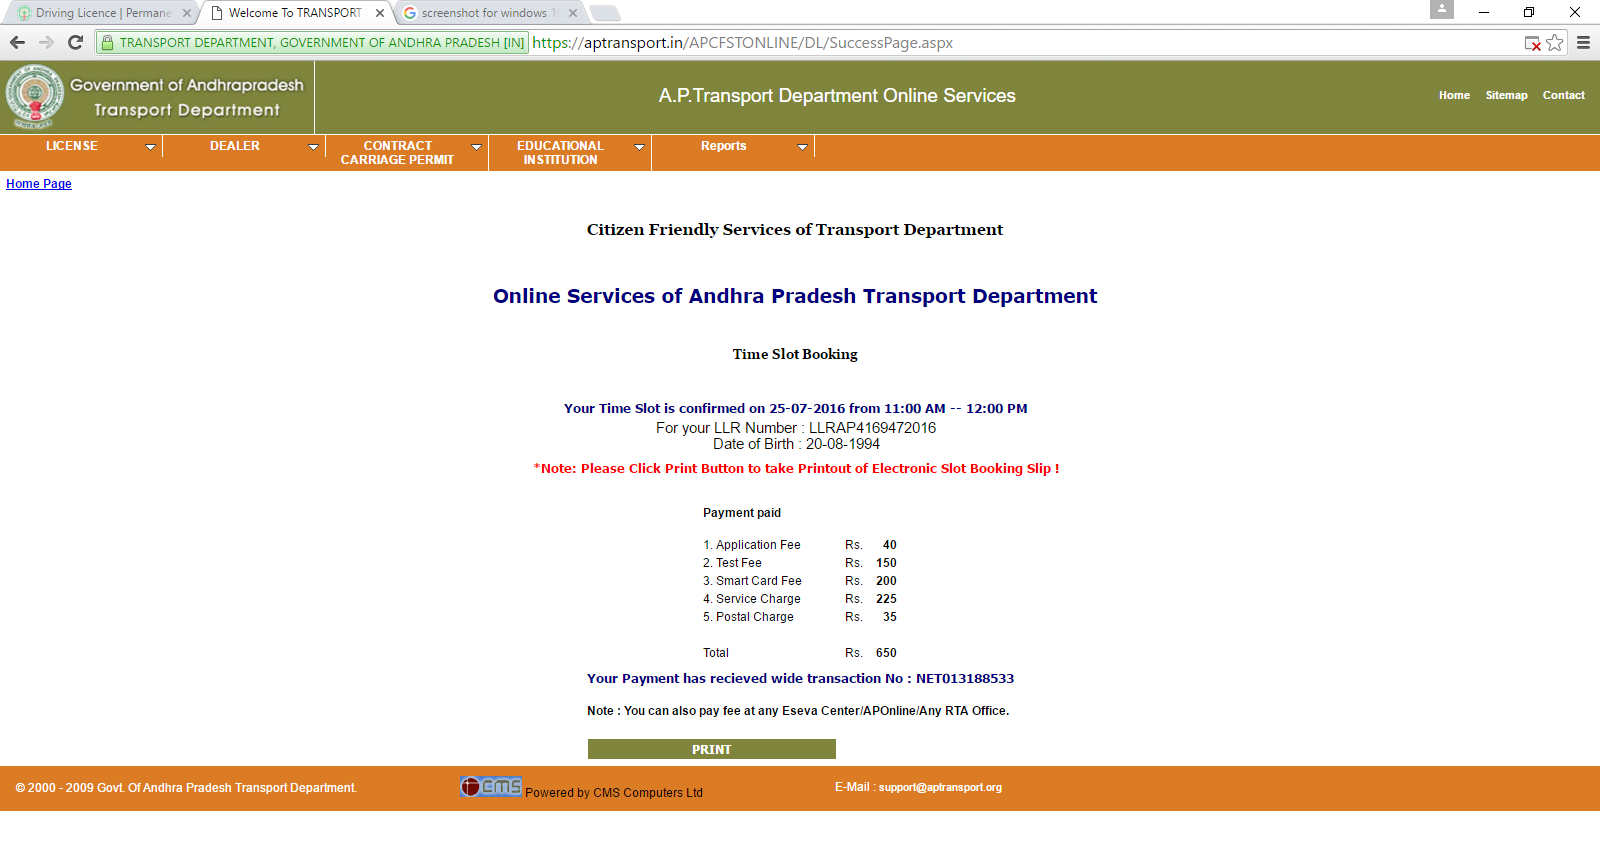 Driving Licence | Permane
Welcome To TRANSPORT
screenshot for windows 10
TRANSPORT DEPARTMENT, GOVERNMENT OF ANDHRA PRADESH [IN] https://aptransport.in/APCFSTONLINE/DL/SuccessPage.aspx
Government of Andhrapradesh
Transport Department
A.P.Transport Department Online Services
Home Sitemap Contact
LICENSE
DEALER
CONTRACT
CARRIAGE PERMIT
EDUCATIONAL
INSTITUTION
Reports
Home Page
Citizen Friendly Services of Transport Department
Online Services of Andhra Pradesh Transport Department
Time Slot Booking
Your Time Slot is confirmed on 25-07-2016 from 11:00 AM -- 12:00 PM
For your LLR Number : LLRAP4169472016
Date of Birth : 20-08-1994
*Note: Please Click Print Button to take Printout of Electronic Slot Booking Slip !
Payment paid
1. Application Fee Rs. 40
2. Test Fee Rs. 150
3. Smart Card Fee Rs. 200
4. Service Charge Rs. 225
5. Postal Charge Rs. 35
Total Rs. 650
Your Payment has recieved wide transaction No : NET013188533
Note : You can also pay fee at any Eseva Center/APOnline/Any RTA Office.
PRINT
© 2000 - 2009 Govt. Of Andhra Pradesh Transport Department.
CMS Powered by CMS Computers Ltd
E-Mail : support@aptransport.org